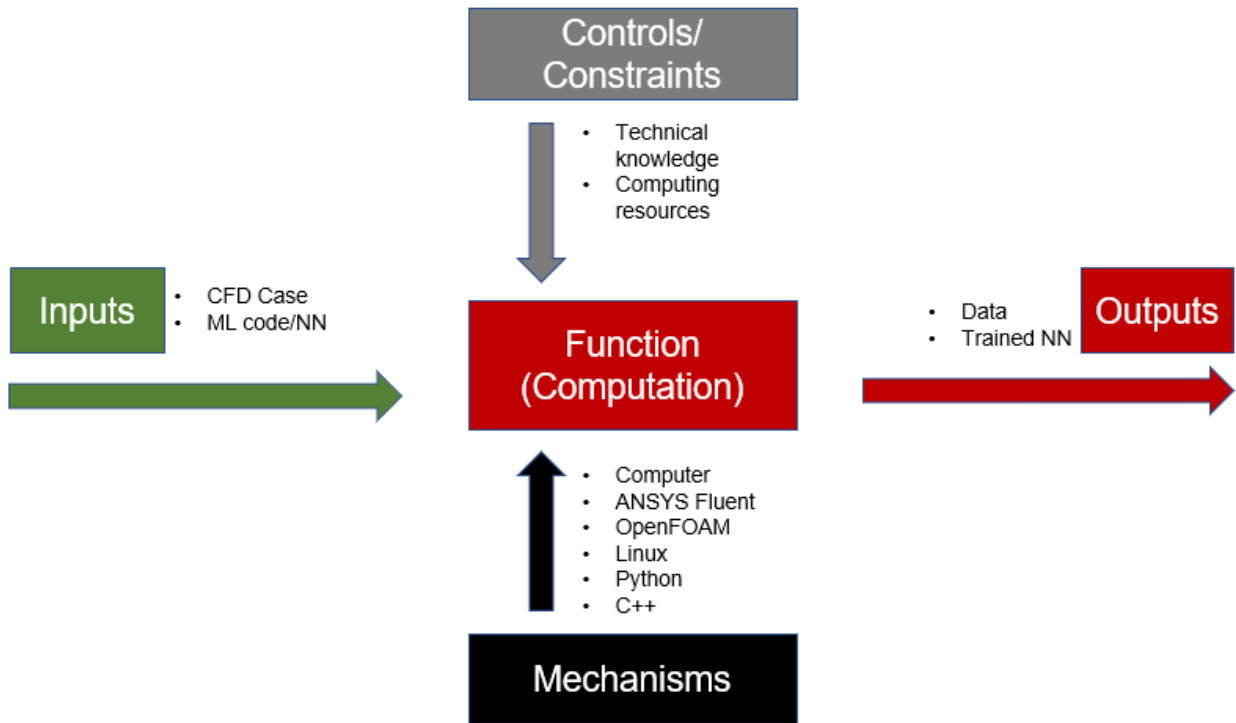 Controls/
Constraints
• Technical
knowledge
• Computing
resources
Inputs
• CFD Case
• ML code/NN
Function
(Computation)
• Data
• Trained NN
Outputs
• Computer
• ANSYS Fluent
• OpenFOAM
• Linux
• Python
• C++
Mechanisms